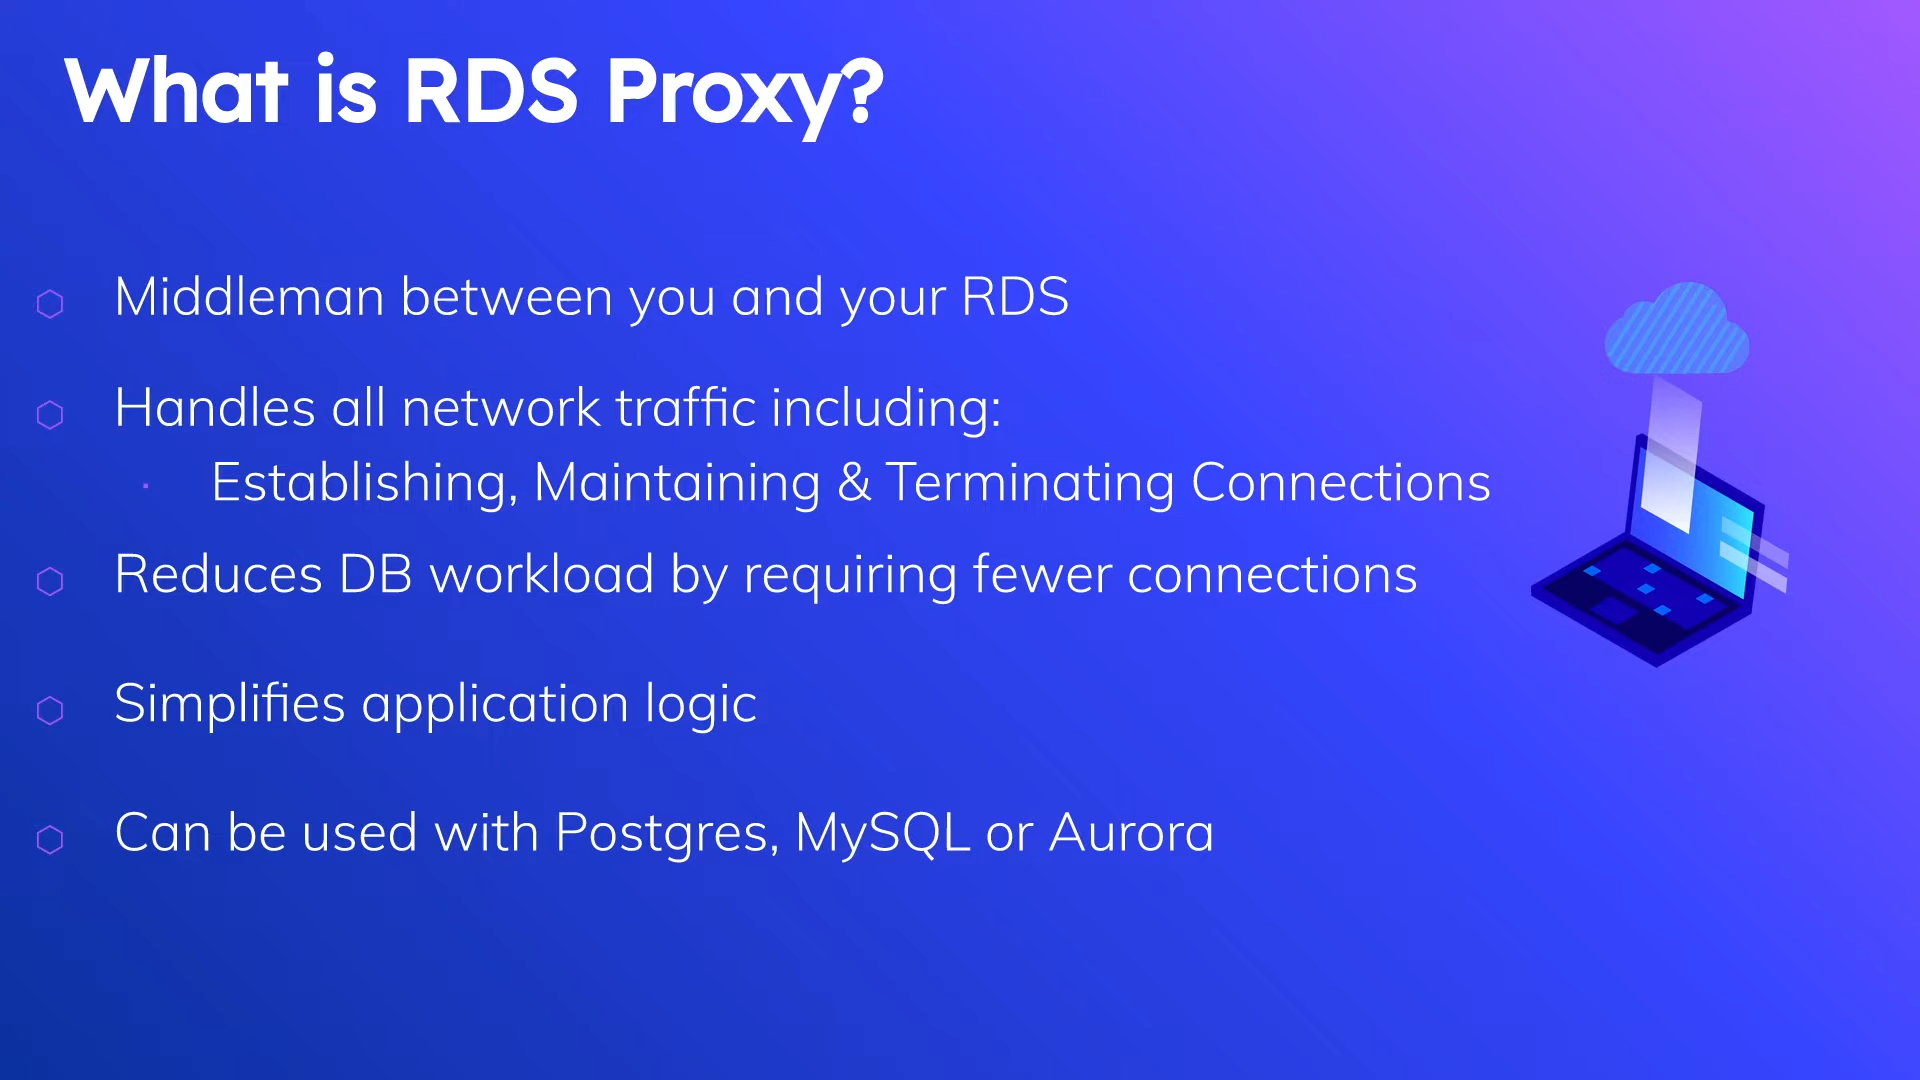 What is RDS Proxy?
Middleman between you and your RDS
Handles all network traffic including:
Establishing, Maintaining & Terminating Connections
Reduces DB workload by requiring fewer connections
Simplifies application logic
Can be used with Postgres, MySQL or Aurora